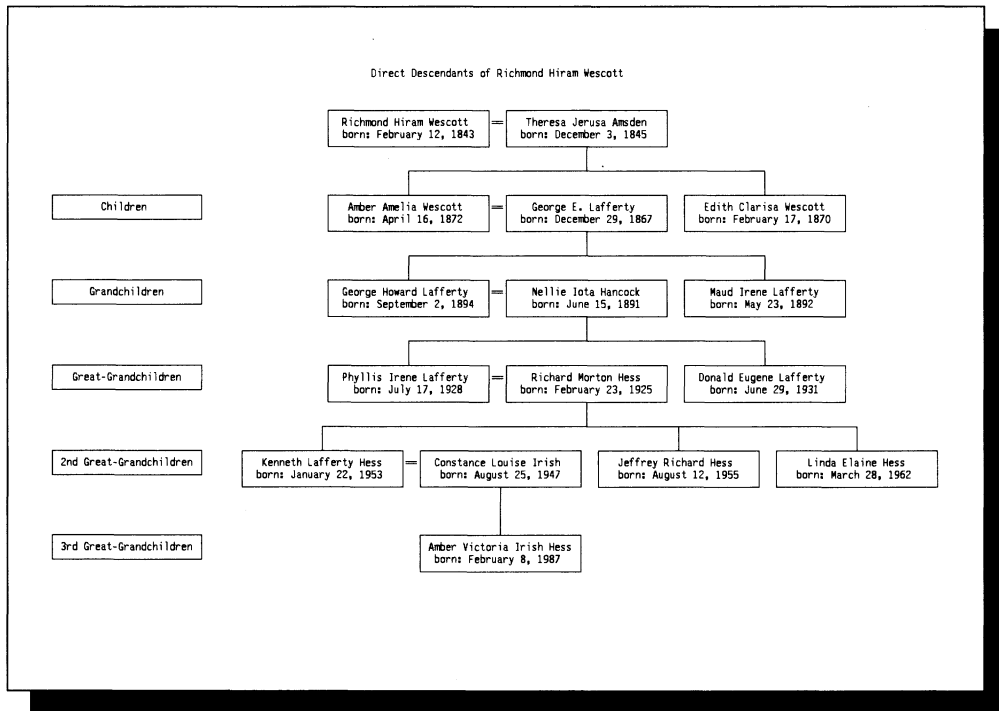 Direct Descendants of Richmond Hiram Wescott
Richmond Hiram Wescott
born: February 12, 1843
Theresa Jerusa Amsden
born: December 3, 1845
Children
Amber Amelia Wescott
born: April 16, 1872
George E. Lafferty
born: December 29, 1867
Edith Clarisa Wescott
born: February 17, 1870
Grandchildren
George Howard Lafferty
born: September 2, 1894
Nellie Iota Hancock
born: June 15, 1891
Maud Irene Lafferty
born: May 23, 1892
Great-Grandchildren
Phyllis Irene Lafferty
born: July 17, 1928
Richard Morton Hess
born: February 23, 1925
Donald Eugene Lafferty
born: June 29, 1931
2nd Great-Grandchildren
Kenneth Lafferty Hess
born: January 22, 1953
Constance Louise Irish
born: August 25, 1947
Jeffrey Richard Hess
born: August 12, 1955
Linda Elaine Hess
born: March 28, 1962
3rd Great-Grandchildren
Amber Victoria Irish Hess
born: February 8, 1987